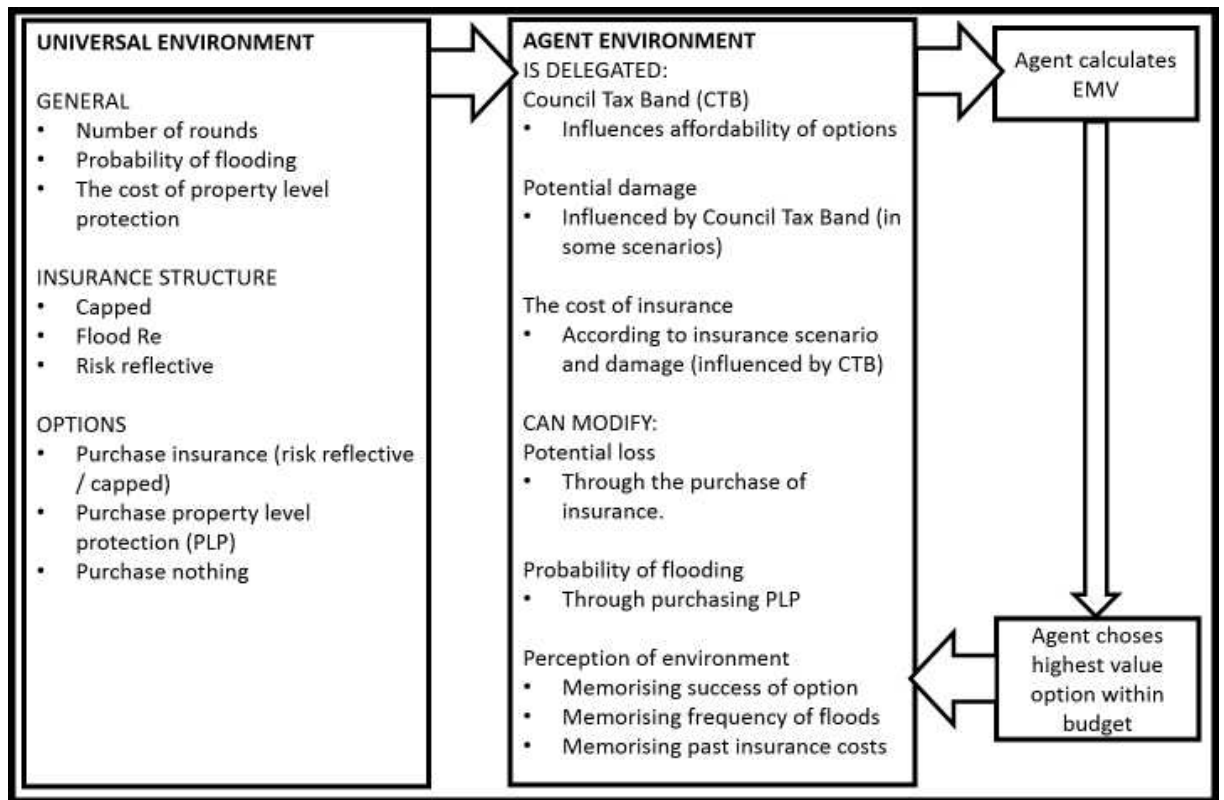 UNIVERSAL ENVIRONMENT
GENERAL
• Number of rounds
• Probability of flooding
• The cost of property level
protection
INSURANCE STRUCTURE
• Capped
• Flood Re
• Risk reflective
OPTIONS
• Purchase insurance (risk reflective
/ capped)
• Purchase property level
protection (PLP)
• Purchase nothing
AGENT ENVIRONMENT
IS DELEGATED:
Council Tax Band (CTB)
• Influences affordability of options
Potential damage
• Influenced by Council Tax Band (in
some scenarios)
The cost of insurance
• According to insurance scenario
and damage (influenced by CTB)
CAN MODIFY:
Potential loss
• Through the purchase of
insurance.
Probability of flooding
• Through purchasing PLP
Perception of environment
• Memorising success of option
• Memorising frequency of floods
• Memorising past insurance costs
Agent calculates
EMV
Agent choses
highest value
option within
budget